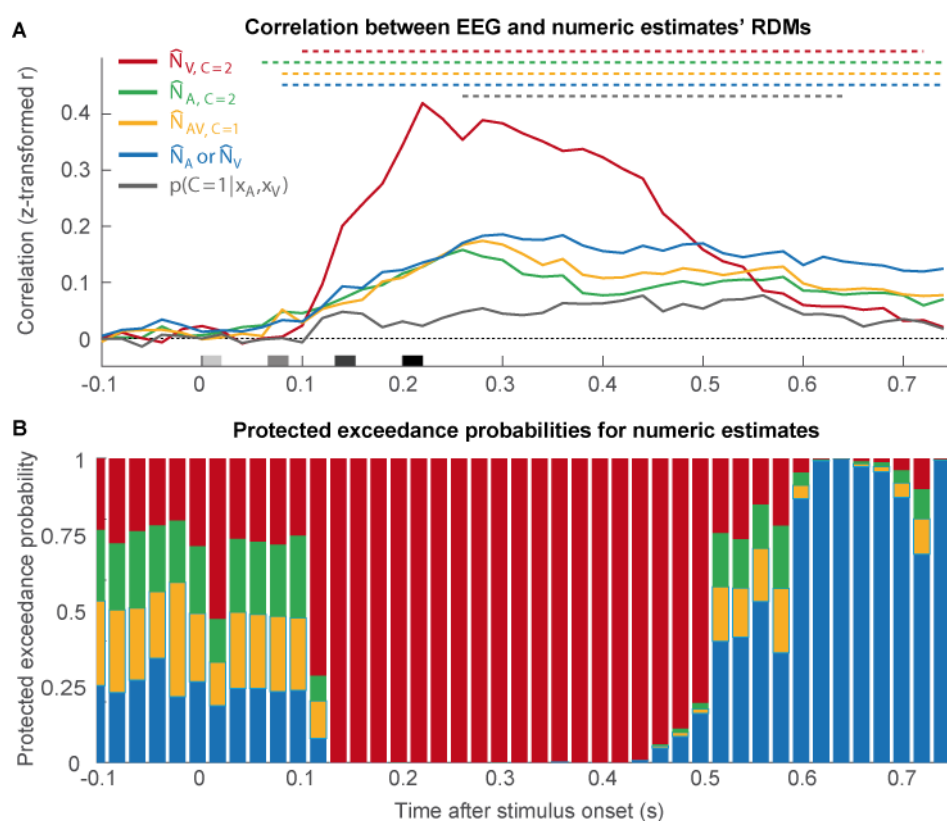 A
Correlation between EEG and numeric estimates' RDMs
N̂V, C=2
N̂A, C=2
N̂AV, C=1
N̂A or N̂V
p(C=1|xA,xV)
Correlation (z-transformed r)
0.4
0.3
0.2
0.1
0
-0.1 0 0.1 0.2 0.3 0.4 0.5 0.6 0.7
B
Protected exceedance probabilities for numeric estimates
Protected exceedance probability
1
0.75
0.5
0.25
0
-0.1 0 0.1 0.2 0.3 0.4 0.5 0.6 0.7
Time after stimulus onset (s)